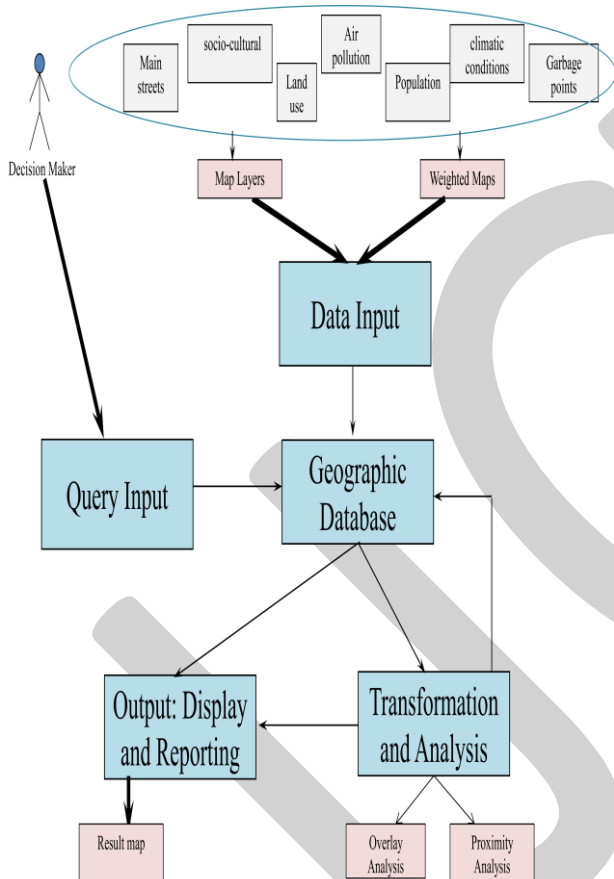 Main
streets
socio-cultural
Land
use
Air
pollution
Population
climatic
conditions
Garbage
points
Decision Maker
Map Layers
Weighted Maps
Data Input
Query Input
Geographic
Database
Output: Display
and Reporting
Transformation
and Analysis
Result map
Overlay
Analysis
Proximity
Analysis